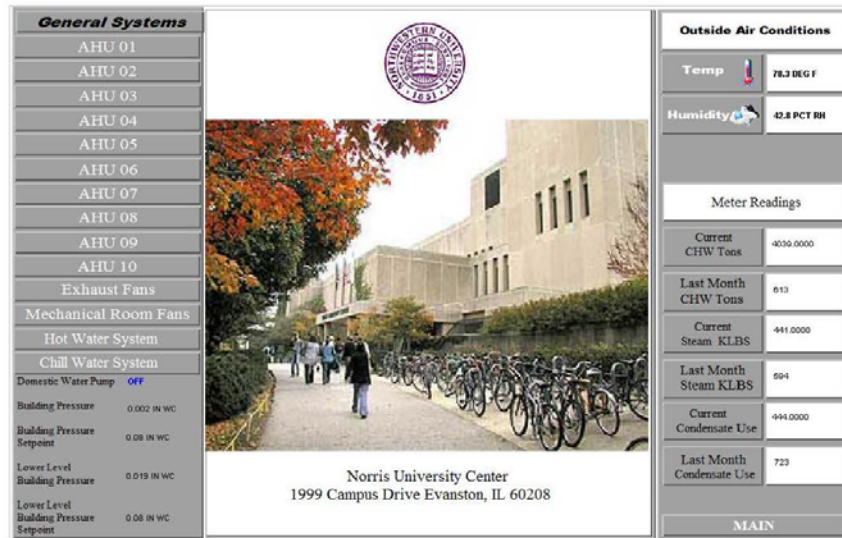 General Systems
AHU 01
AHU 02
AHU 03
AHU 04
AHU 05
AHU 06
AHU 07
AHU 08
AHU 09
AHU 10
Exhaust Fans
Mechanical Room Fans
Hot Water System
Chill Water System
Domestic Water Pump OFF
Building Pressure 0.002 IN WC
Building Pressure
Setpoint 0.08 IN WC
Lower Level
Building Pressure 0.019 IN WC
Lower Level
Building Pressure
Setpoint 0.08 IN WC
NORTHWESTERN UNIVERSITY
1851
Norris University Center
1999 Campus Drive Evanston, IL 60208
Outside Air Conditions
Temp 78.3 DEG F
Humidity 42.8 PCT RH
Meter Readings
Current
CHW Tons 4039.0000
Last Month
CHW Tons 613
Current
Steam KLBS 441.0000
Last Month
Steam KLBS 594
Current
Condensate Use 444.0000
Last Month
Condensate Use 723
MAIN